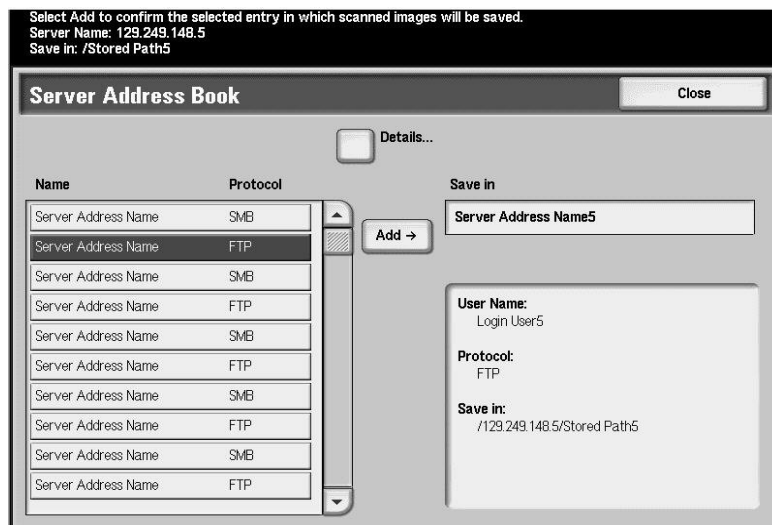 Select Add to confirm the selected entry in which scanned images will be saved.
Server Name: 129.249.148.5
Save in: /Stored Path5
Server Address Book
Close
Details...
Name Protocol
Save in
Server Address Name SMB
Server Address Name FTP
Server Address Name SMB
Server Address Name FTP
Server Address Name SMB
Server Address Name FTP
Server Address Name SMB
Server Address Name FTP
Server Address Name SMB
Server Address Name FTP
Add →
Server Address Name5
User Name:
Login User5
Protocol:
FTP
Save in:
/129.249.148.5/Stored Path5